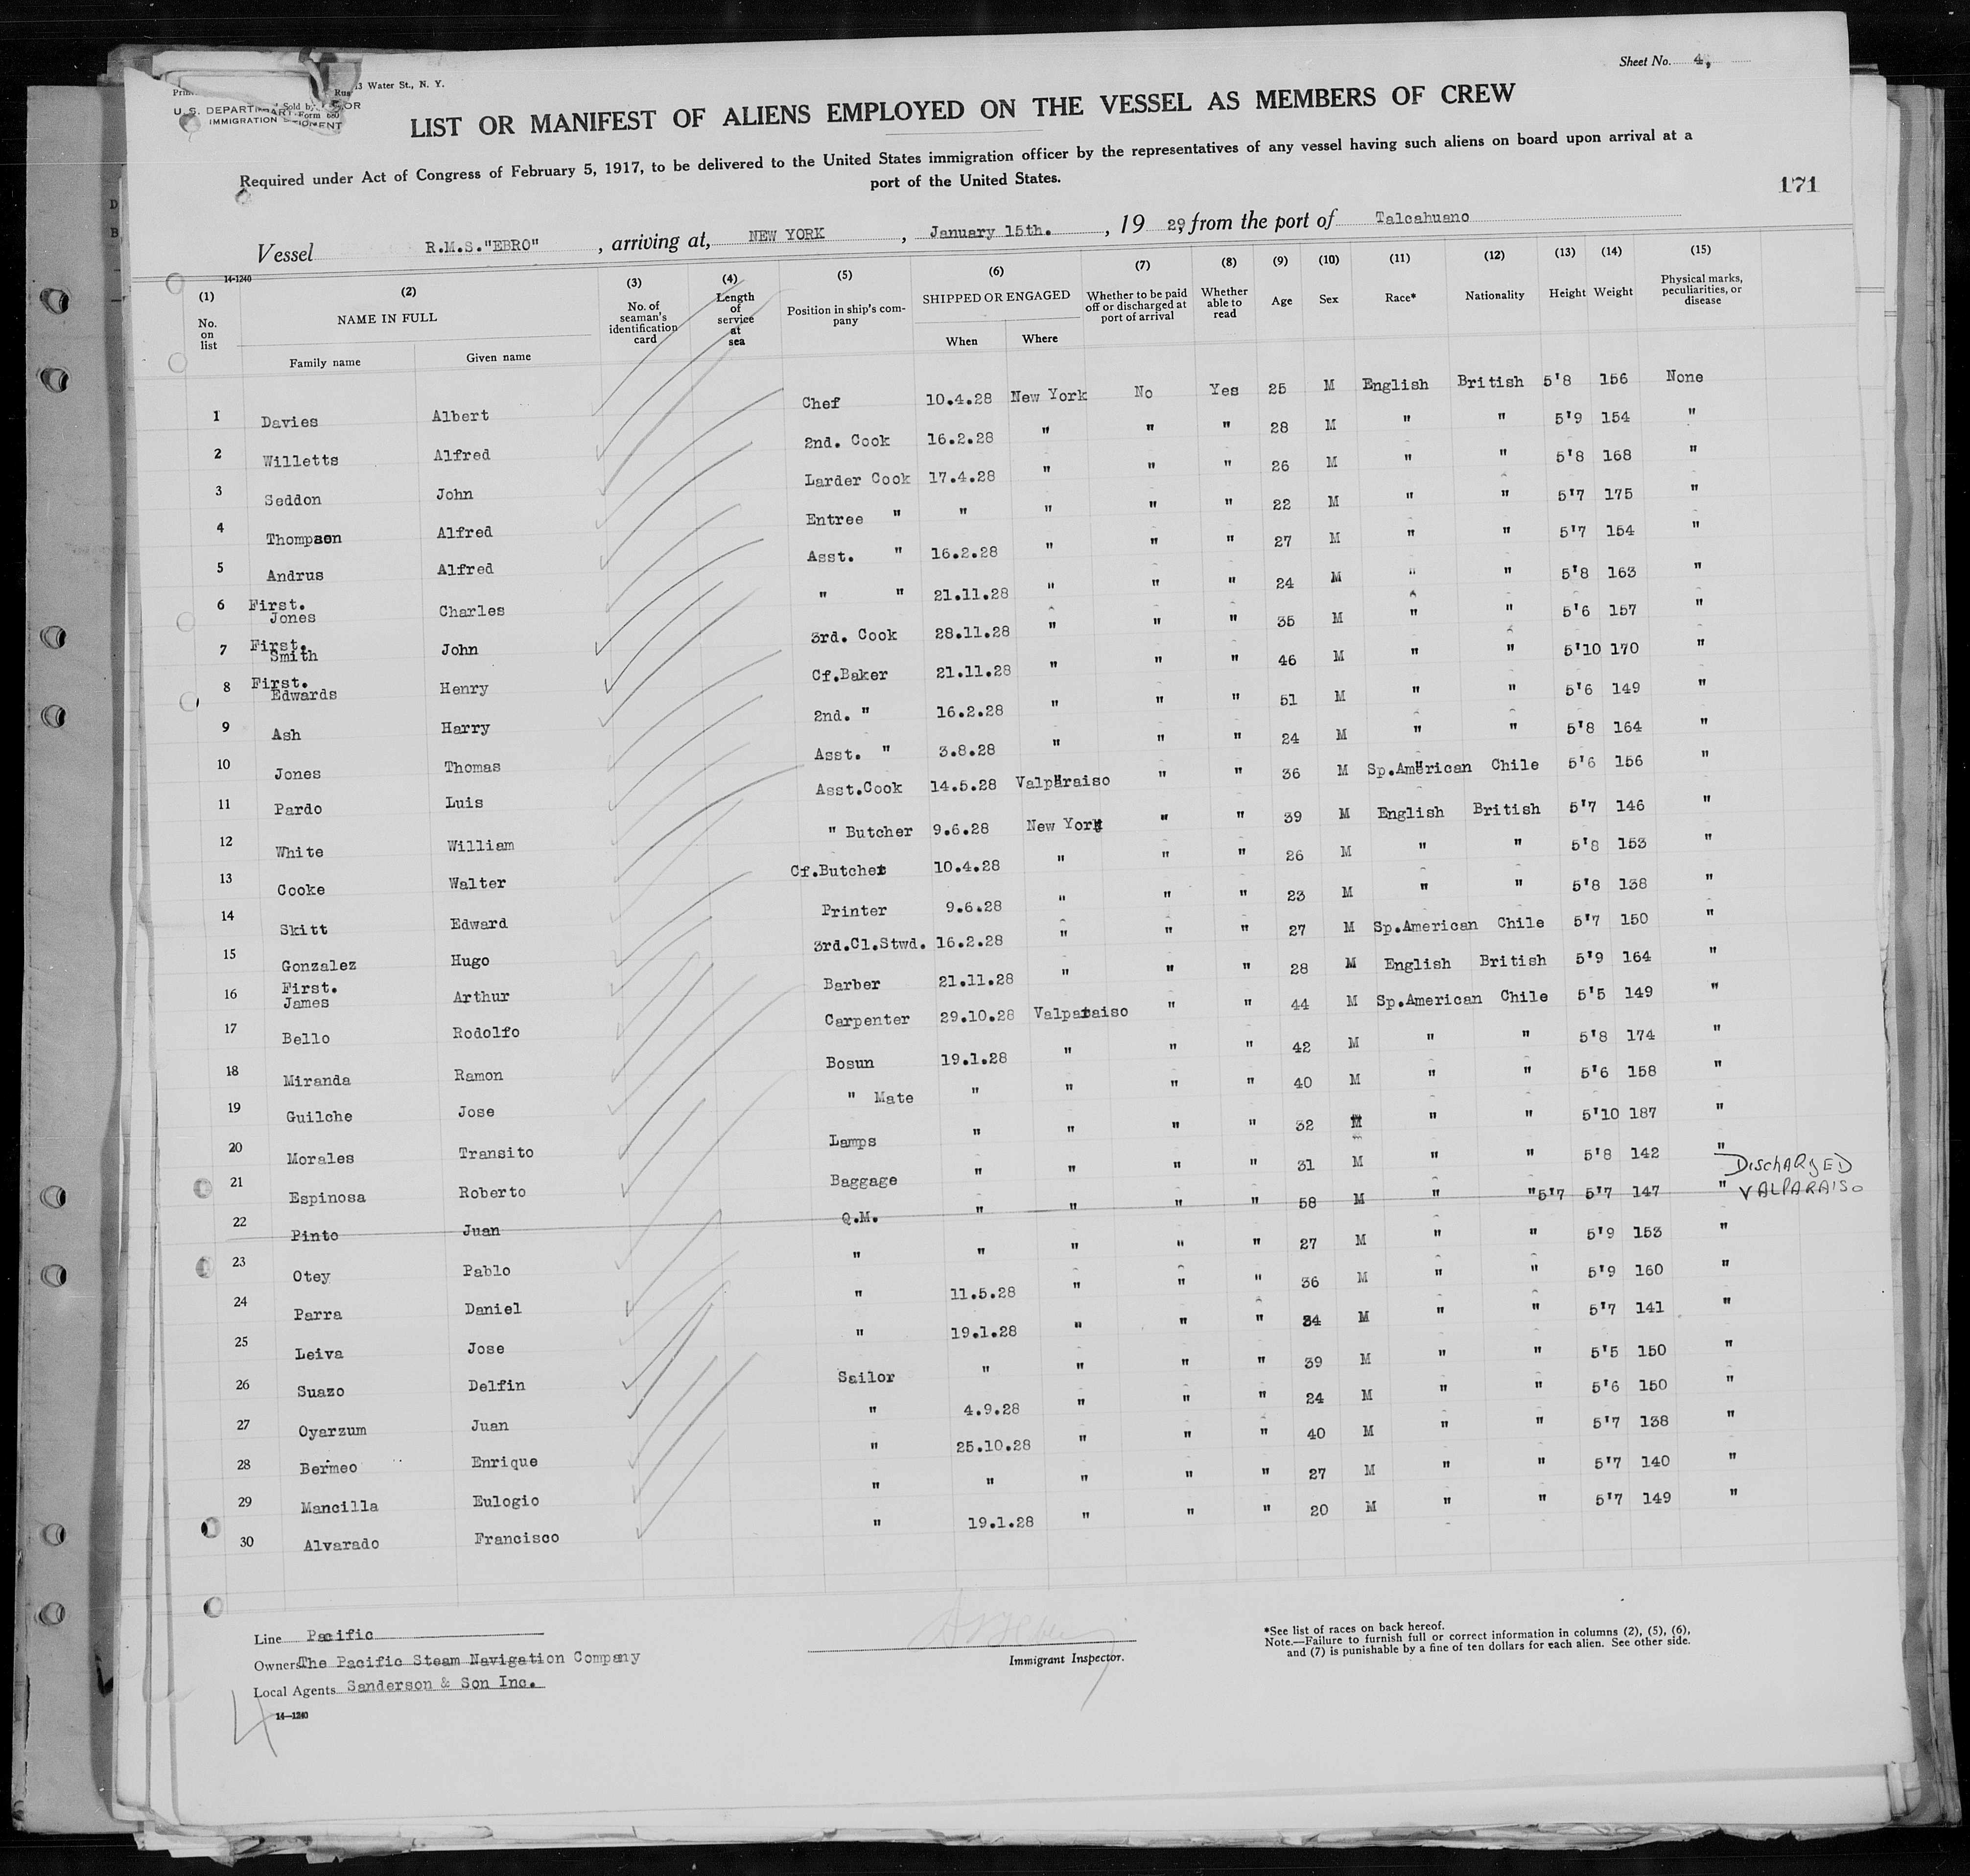 Sheet No. 4,
13 Water St., N. Y.
U. S. DEPARTMENT OF LABOR
Sold by
Form 680
IMMIGRATION
LIST OR MANIFEST OF ALIENS EMPLOYED ON THE VESSEL AS MEMBERS OF CREW
Required under Act of Congress of February 5, 1917, to be delivered to the United States immigration officer by the representatives of any vessel having such aliens on board upon arrival at a
port of the United States.
171
Vessel R.M.S."EBRO" , arriving at, NEW YORK , January 15th. , 19 29, from the port of Talcahuano
14-1240
(1) No. on list (2) NAME IN FULL Family name Given name (3) No. of seaman's identification card (4) Length of service at sea (5) Position in ship's company (6) SHIPPED OR ENGAGED When Where (7) Whether to be paid off or discharged at port of arrival (8) Whether able to read (9) Age (10) Sex (11) Race* (12) Nationality (13) Height (14) Weight (15) Physical marks, peculiarities, or disease
1 Davies Albert Chef 10.4.28 New York No Yes 25 M English British 5'8 156 None
2 Willetts Alfred 2nd. Cook 16.2.28 " " " 28 M " " 5'9 154 "
3 Seddon John Larder Cook 17.4.28 " " " 26 M " " 5'8 168 "
4 Thompson Alfred Entree " " " " " 22 M " " 5'7 175 "
5 Andrus Alfred Asst. " 16.2.28 " " " 27 M " " 5'7 154 "
6 First. Jones Charles " " 21.11.28 " " " 24 M " " 5'8 163 "
7 First. Smith John 3rd. Cook 28.11.28 " " " 35 M " " 5'6 157 "
8 First. Edwards Henry Cf.Baker 21.11.28 " " " 46 M " " 5'10 170 "
9 Ash Harry 2nd. " 16.2.28 " " " 51 M " " 5'6 149 "
10 Jones Thomas Asst. " 3.8.28 " " " 24 M " " 5'8 164 "
11 Pardo Luis Asst.Cook 14.5.28 Valparaiso " " 36 M Sp.American Chile 5'6 156 "
12 White William " Butcher 9.6.28 New York " " 39 M English British 5'7 146 "
13 Cooke Walter Cf.Butcher 10.4.28 " " " 26 M " " 5'8 153 "
14 Skitt Edward Printer 9.6.28 " " " 23 M " " 5'8 138 "
15 Gonzalez Hugo 3rd.Cl.Stwd. 16.2.28 " " " 27 M Sp.American Chile 5'7 150 "
16 First. James Arthur Barber 21.11.28 " " " 28 M English British 5'9 164 "
17 Bello Rodolfo Carpenter 29.10.28 Valparaiso " " 44 M Sp.American Chile 5'5 149 "
18 Miranda Ramon Bosun 19.1.28 " " " 42 M " " 5'8 174 "
19 Guilche Jose " Mate " " " " 40 M " " 5'6 158 "
20 Morales Transito Lamps " " " " 32 M " " 5'10 187 "
21 Espinosa Roberto Baggage " " " " 31 M " " 5'8 142 "
22 Pinto Juan Q.M. " " " " 58 M " " 5'7 5'7 147 " DISCHARGED VALPARAISO
23 Otey Pablo " " " " " 27 M " " 5'9 153 "
24 Parra Daniel " 11.5.28 " " " 36 M " " 5'9 160 "
25 Leiva Jose " 19.1.28 " " " 34 M " " 5'7 141 "
26 Suazo Delfin Sailor " " " " 39 M " " 5'5 150 "
27 Oyarzum Juan " 4.9.28 " " " 24 M " " 5'6 150 "
28 Bermeo Enrique " 25.10.28 " " " 40 M " " 5'7 138 "
29 Mancilla Eulogio " " " " " 27 M " " 5'7 140 "
30 Alvarado Francisco " 19.1.28 " " " 20 M " " 5'7 149 "
Line Pacific
Owners The Pacific Steam Navigation Company
Local Agents Sanderson & Son Inc.
14-1240
4
Immigrant Inspector.
*See list of races on back hereof.
Note.—Failure to furnish full or correct information in columns (2), (5), (6),
and (7) is punishable by a fine of ten dollars for each alien. See other side.